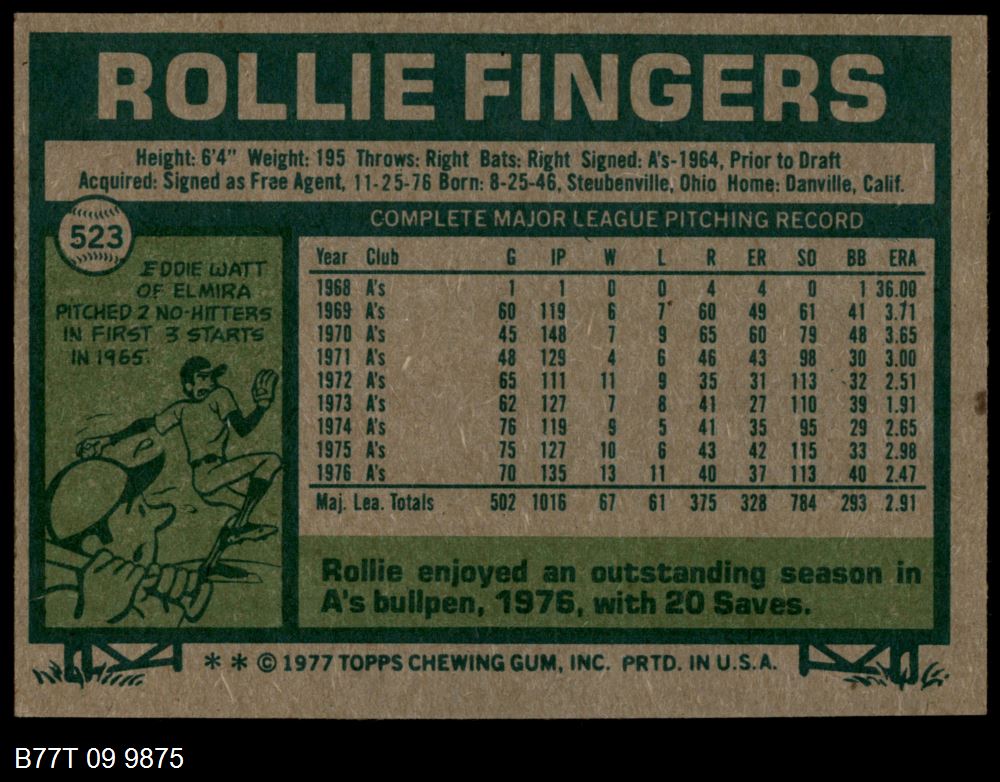 ROLLIE FINGERS
Height: 6'4" Weight: 195 Throws: Right Bats: Right Signed: A's-1964, Prior to Draft
Acquired: Signed as Free Agent, 11-25-76 Born: 8-25-46, Steubenville, Ohio Home: Danville, Calif.
523
COMPLETE MAJOR LEAGUE PITCHING RECORD
EDDIE WATT
OF ELMIRA
PITCHED 2 NO-HITTERS
IN FIRST 3 STARTS
IN 1965.
Year Club G IP W L R ER SO BB ERA
1968 A's 1 1 0 0 4 4 0 1 36.00
1969 A's 60 119 6 7 60 49 61 41 3.71
1970 A's 45 148 7 9 65 60 79 48 3.65
1971 A's 48 129 4 6 46 43 98 30 3.00
1972 A's 65 111 11 9 35 31 113 32 2.51
1973 A's 62 127 7 8 41 27 110 39 1.91
1974 A's 76 119 9 5 41 35 95 29 2.65
1975 A's 75 127 10 6 43 42 115 33 2.98
1976 A's 70 135 13 11 40 37 113 40 2.47
Maj. Lea. Totals 502 1016 67 61 375 328 784 293 2.91
Rollie enjoyed an outstanding season in
A's bullpen, 1976, with 20 Saves.
* * © 1977 TOPPS CHEWING GUM, INC. PRTD. IN U.S.A.
B77T 09 9875